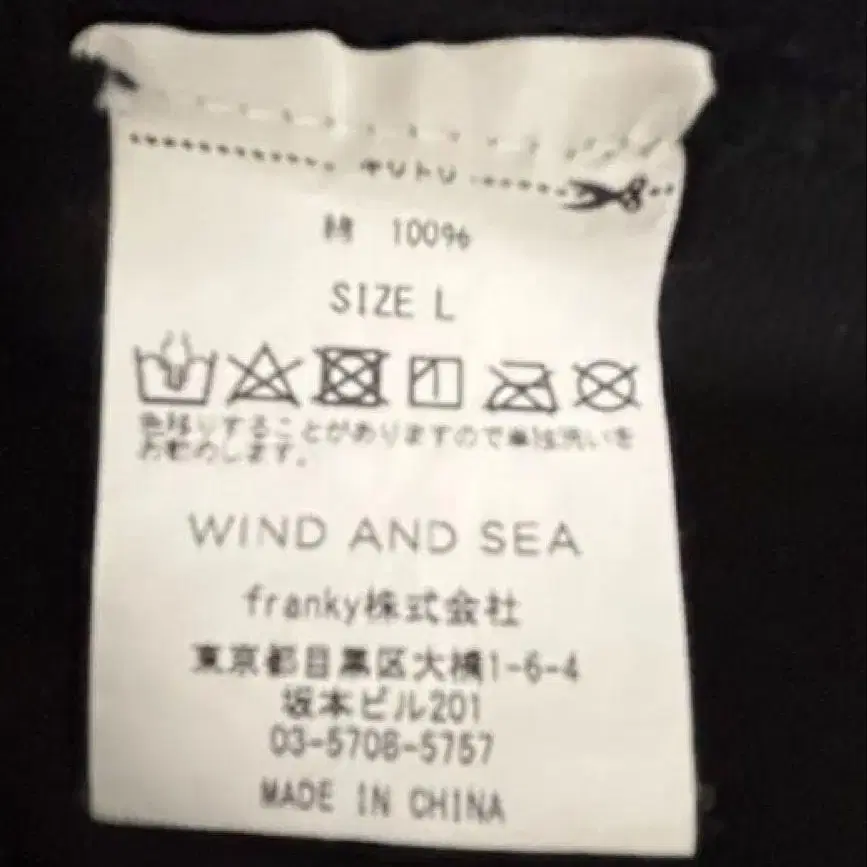 キリトリ
綿 100%
SIZE L
色移りすることがありますので単独洗いを
お勧めします。
WIND AND SEA
franky株式会社
東京都目黒区大橋1-6-4
坂本ビル201
03-5708-5757
MADE IN CHINA